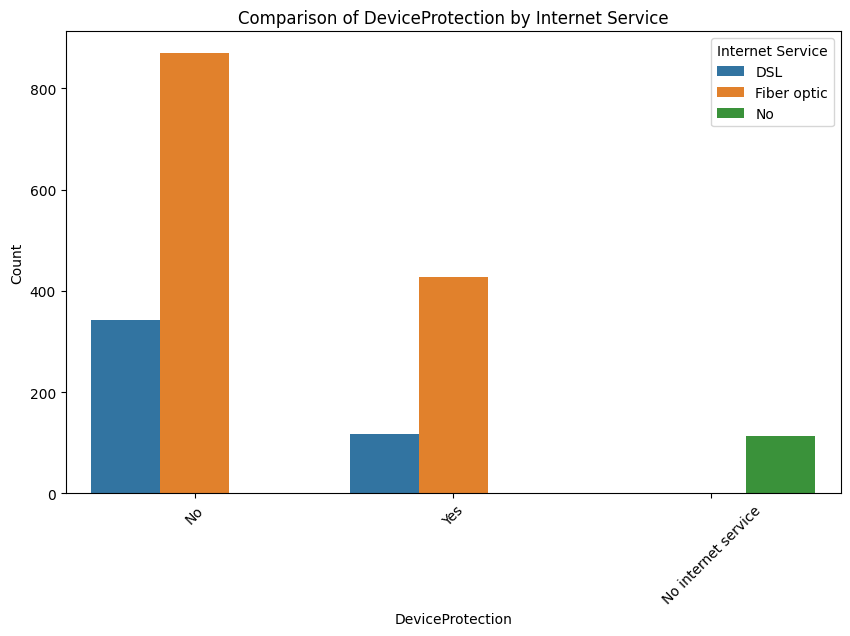 Comparison of DeviceProtection by Internet Service
Internet Service
DSL
Fiber optic
No
800
600
400
200
0
Count
No
Yes
No internet service
DeviceProtection